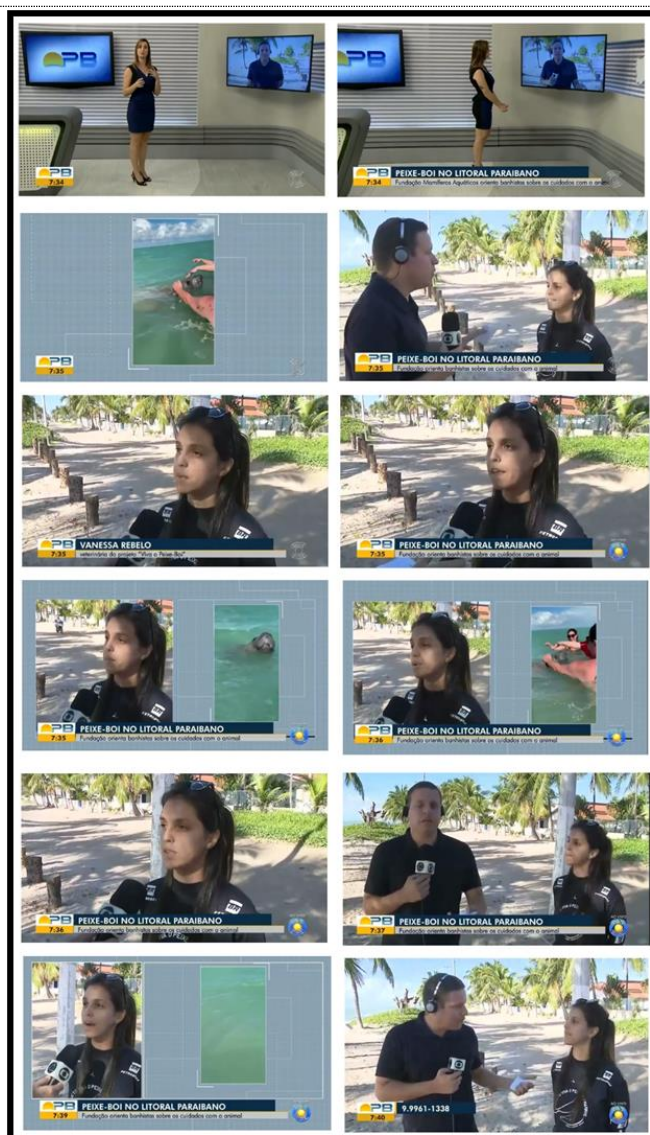 PB
PB
7:34
PB
7:34
PEIXE-BOI NO LITORAL PARAIBANO
Fundação Mamíferos Aquáticos orienta banhistas sobre os cuidados com o animal
PB
7:35
PB
7:35
PEIXE-BOI NO LITORAL PARAIBANO
Fundação orienta banhistas sobre os cuidados com o animal
PB
7:35
VANESSA REBELO
veterinária do projeto "Viva o Peixe-Boi"
PB
7:35
PEIXE-BOI NO LITORAL PARAIBANO
Fundação orienta banhistas sobre os cuidados com o animal
PB
7:35
PEIXE-BOI NO LITORAL PARAIBANO
Fundação orienta banhistas sobre os cuidados com o animal
PB
7:36
PEIXE-BOI NO LITORAL PARAIBANO
Fundação orienta banhistas sobre os cuidados com o animal
PB
7:36
PEIXE-BOI NO LITORAL PARAIBANO
Fundação orienta banhistas sobre os cuidados com o animal
PB
7:37
PEIXE-BOI NO LITORAL PARAIBANO
Fundação orienta banhistas sobre os cuidados com o animal
PB
7:39
PEIXE-BOI NO LITORAL PARAIBANO
Fundação orienta banhistas sobre os cuidados com o animal
PB
7:40
9.9961-1338